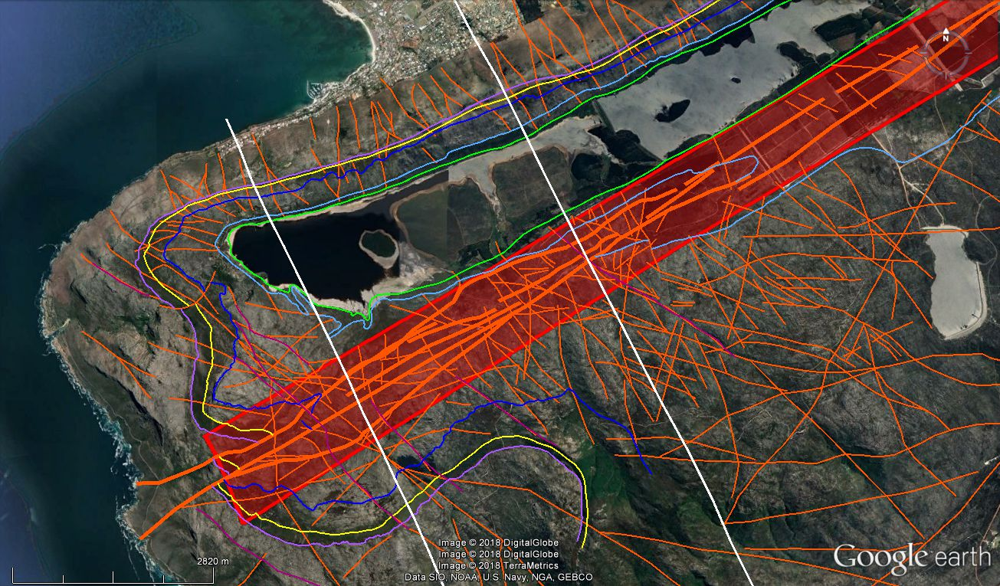 N
2820 m
Image © 2018 DigitalGlobe
Image © 2018 DigitalGlobe
Image © 2018 TerraMetrics
Data SIO, NOAA, U.S. Navy, NGA, GEBCO
Google earth